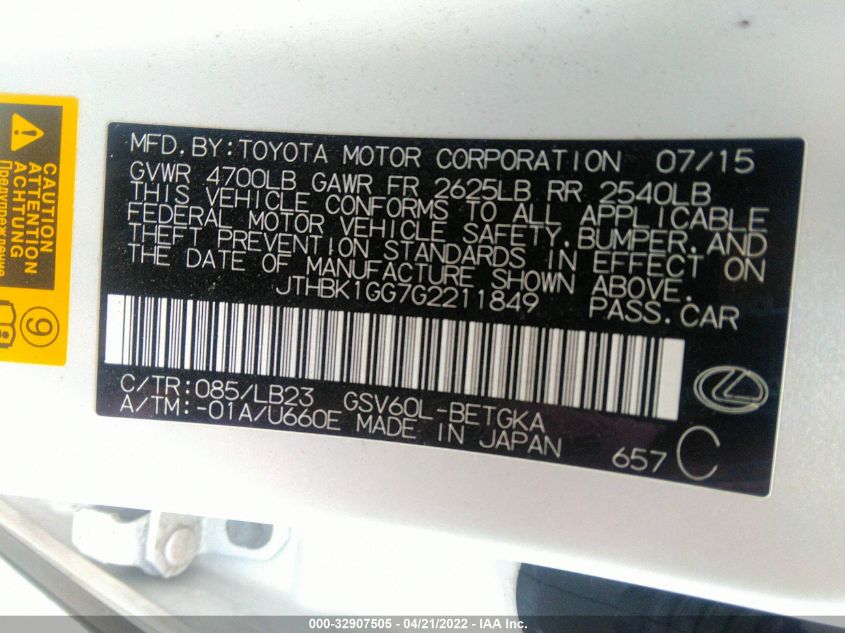 CAUTION
ATTENTION
ACHTUNG
Предупреждение
9
MFD.BY:TOYOTA MOTOR CORPORATION 07/15
GVWR 4700LB GAWR FR 2625LB RR 2540LB
THIS VEHICLE CONFORMS TO ALL APPLICABLE
FEDERAL MOTOR VEHICLE SAFETY,BUMPER,AND
THEFT PREVENTION STANDARDS IN EFFECT ON
THE DATE OF MANUFACTURE SHOWN ABOVE.
JTHBK1GG7G2211849 PASS.CAR
C/TR:085/LB23 GSV60L-BETGKA
A/TM:-01A/U660E MADE IN JAPAN
657 C
000-32907505 - 04/21/2022 - IAA Inc.